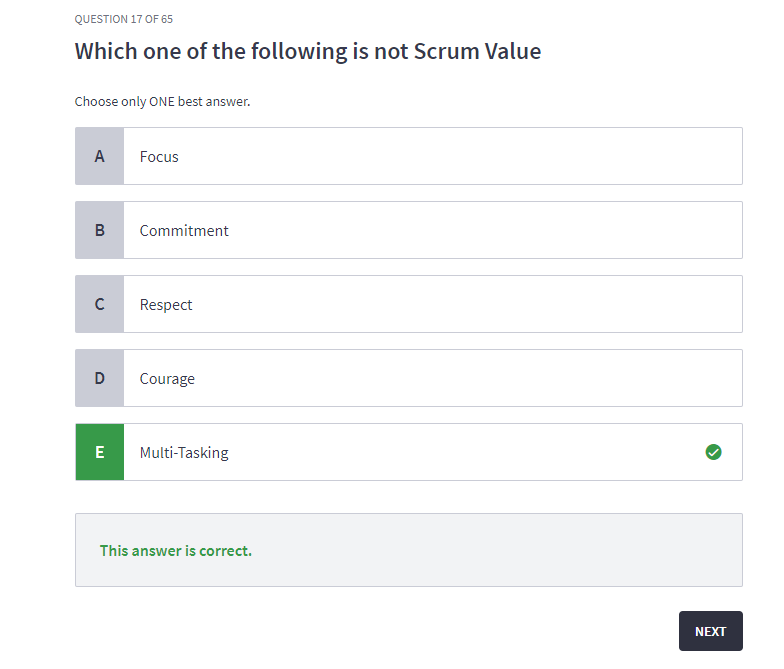 QUESTION 17 OF 65
Which one of the following is not Scrum Value
Choose only ONE best answer.
A Focus
B Commitment
C Respect
D Courage
E Multi-Tasking
This answer is correct.
NEXT